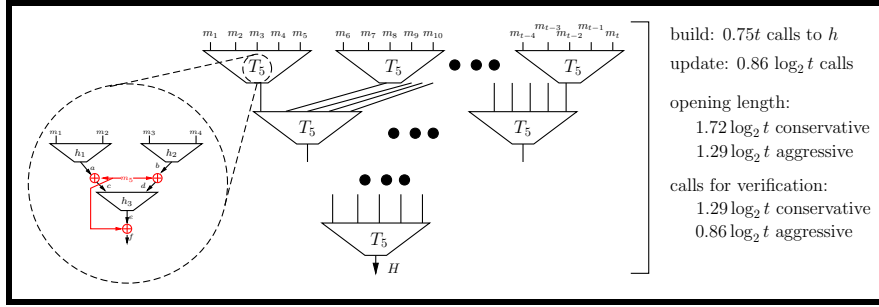 m₁ m₂ m₃ m₄ m₅ m₆ m₇ m₈ m₉ m₁₀ mₜ₋₄ mₜ₋₃ mₜ₋₂ mₜ₋₁ mₜ
T₅ T₅ T₅
T₅ T₅
T₅
H
m₁ m₂ m₃ m₄
h₁ h₂
a b
m₅
c d
h₃
e
f
build: 0.75t calls to h
update: 0.86 log₂ t calls
opening length:
1.72 log₂ t conservative
1.29 log₂ t aggressive
calls for verification:
1.29 log₂ t conservative
0.86 log₂ t aggressive